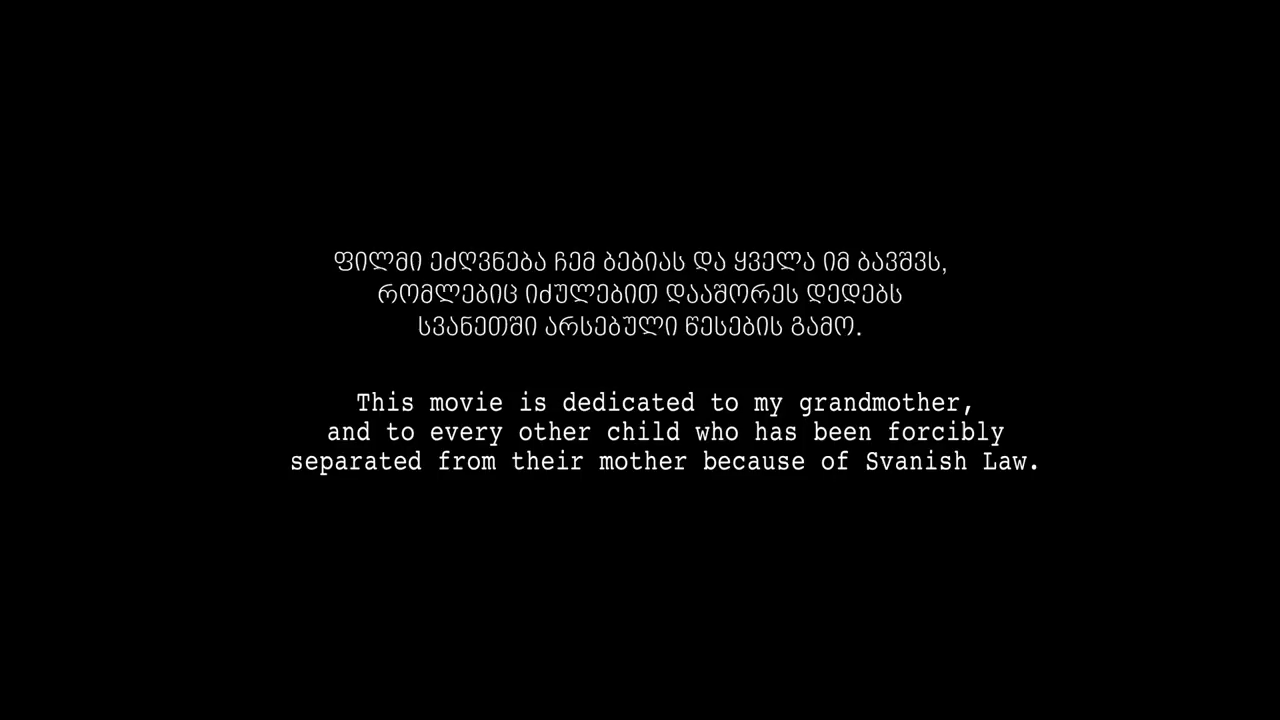 ფილმი ეძღვნება ჩემ ბებიას და ყველა იმ ბავშვს,
რომლებიც იძულებით დააშორეს დედებს
სვანეთში არსებული წესების გამო.
This movie is dedicated to my grandmother,
and to every other child who has been forcibly
separated from their mother because of Svanish Law.